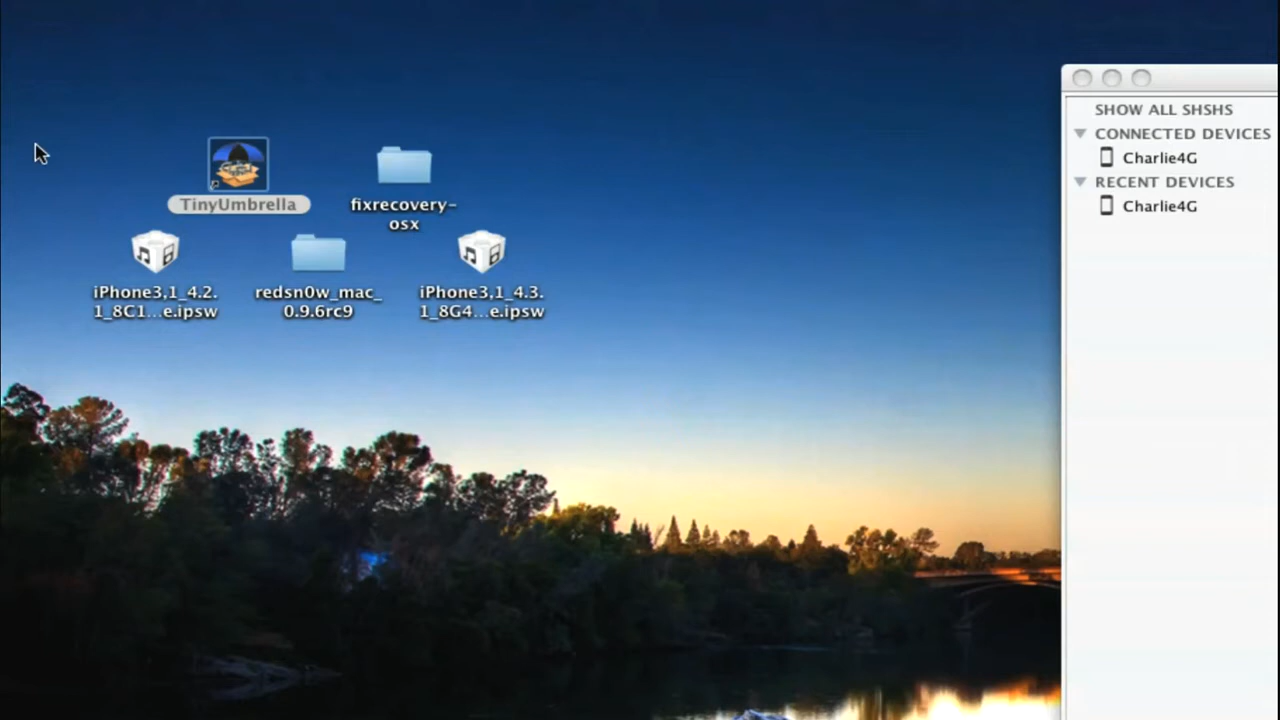 TinyUmbrella
fixrecovery-
osx
iPhone3,1_4.2.
1_8C1...e.ipsw
redsn0w_mac_
0.9.6rc9
iPhone3,1_4.3.
1_8G4...e.ipsw
SHOW ALL SHSHS
CONNECTED DEVICES
Charlie4G
RECENT DEVICES
Charlie4G